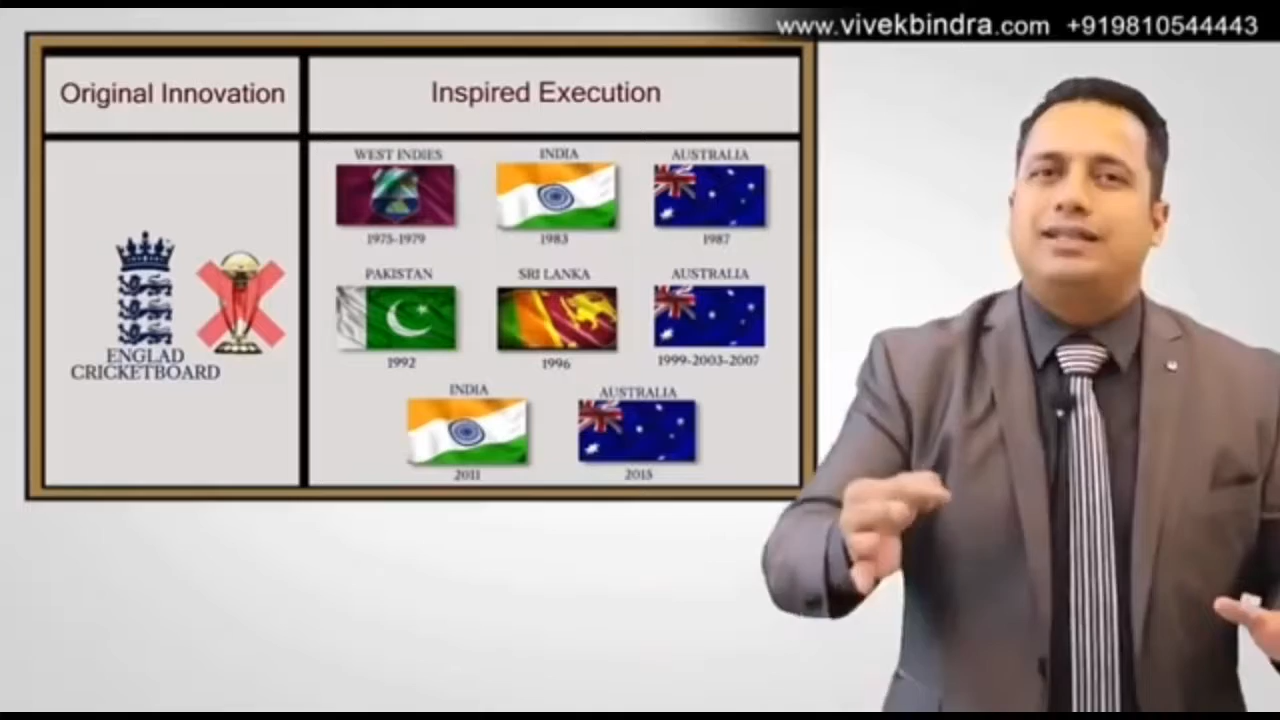 www.vivekbindra.com +919810544443
Original Innovation
Inspired Execution
WEST INDIES
INDIA
AUSTRALIA
1975-1979
1983
1987
PAKISTAN
SRI LANKA
AUSTRALIA
1992
1996
1999-2003-2007
ENGLAD
CRICKETBOARD
INDIA
AUSTRALIA
2011
2015